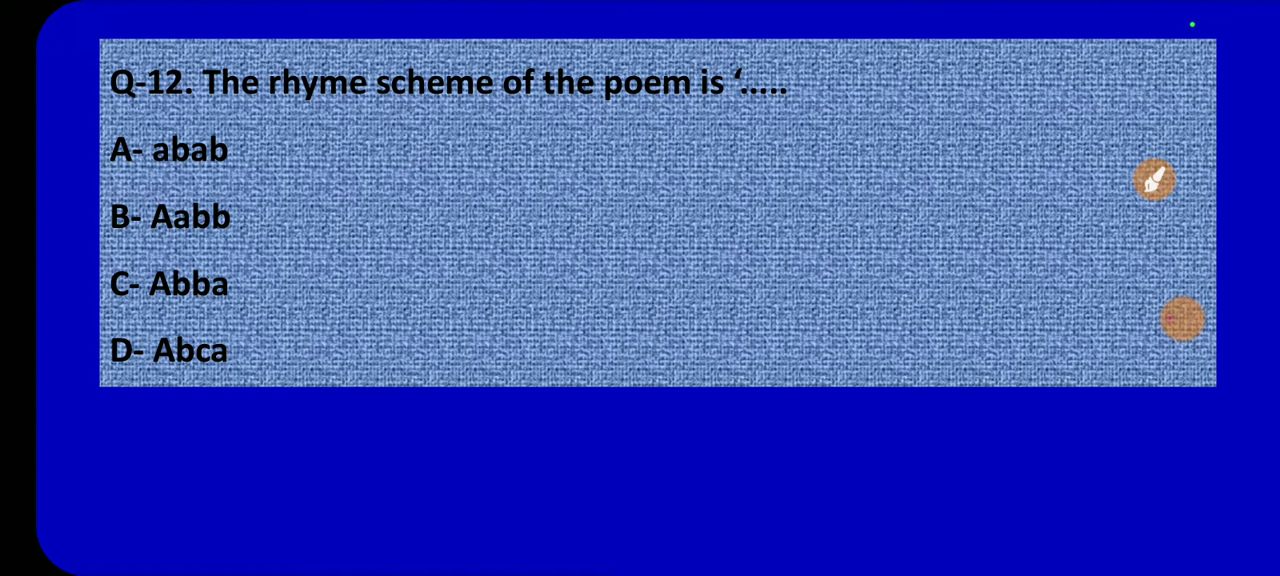 Q-12. The rhyme scheme of the poem is ‘.....
A- abab
B- Aabb
C- Abba
D- Abca